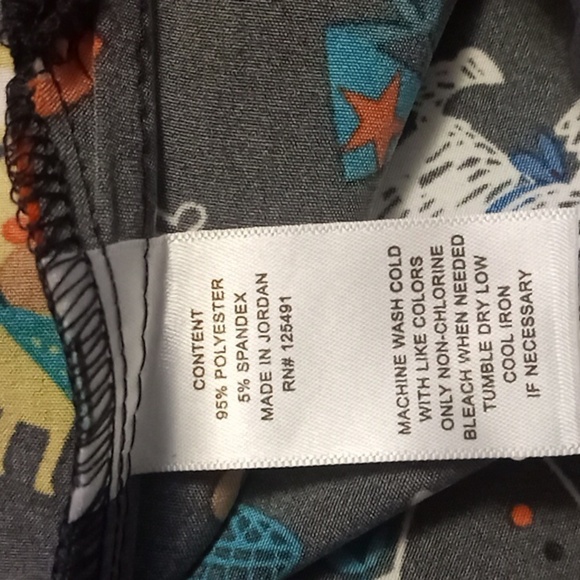 CONTENT
95% POLYESTER
5% SPANDEX
MADE IN JORDAN
RN# 125491
MACHINE WASH COLD
WITH LIKE COLORS
ONLY NON-CHLORINE
BLEACH WHEN NEEDED
TUMBLE DRY LOW
COOL IRON
IF NECESSARY